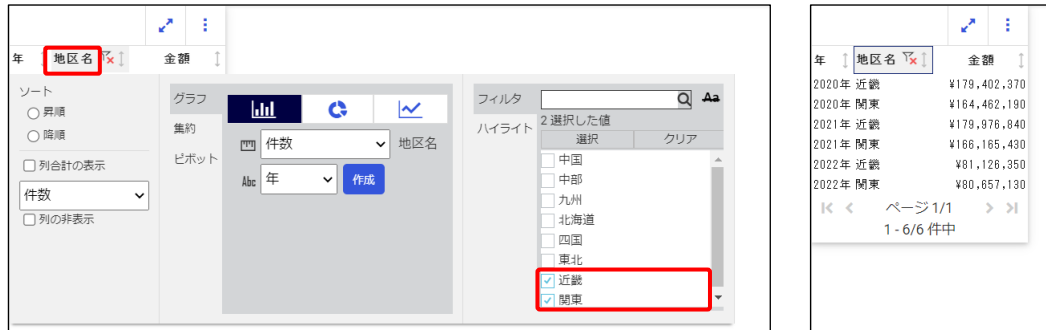 年 地区名 金額
ソート
昇順
降順
列合計の表示
件数
列の非表示
グラフ
集約
ピボット
件数 地区名
Abc 年 作成
フィルタ Aa
ハイライト
2 選択した値
選択 クリア
中国
中部
九州
北海道
四国
東北
近畿
関東
年 地区名 金額
2020年 近畿 ¥179,402,370
2020年 関東 ¥164,462,190
2021年 近畿 ¥179,976,840
2021年 関東 ¥166,165,430
2022年 近畿 ¥81,126,350
2022年 関東 ¥80,657,130
ページ 1/1
1 - 6/6 件中